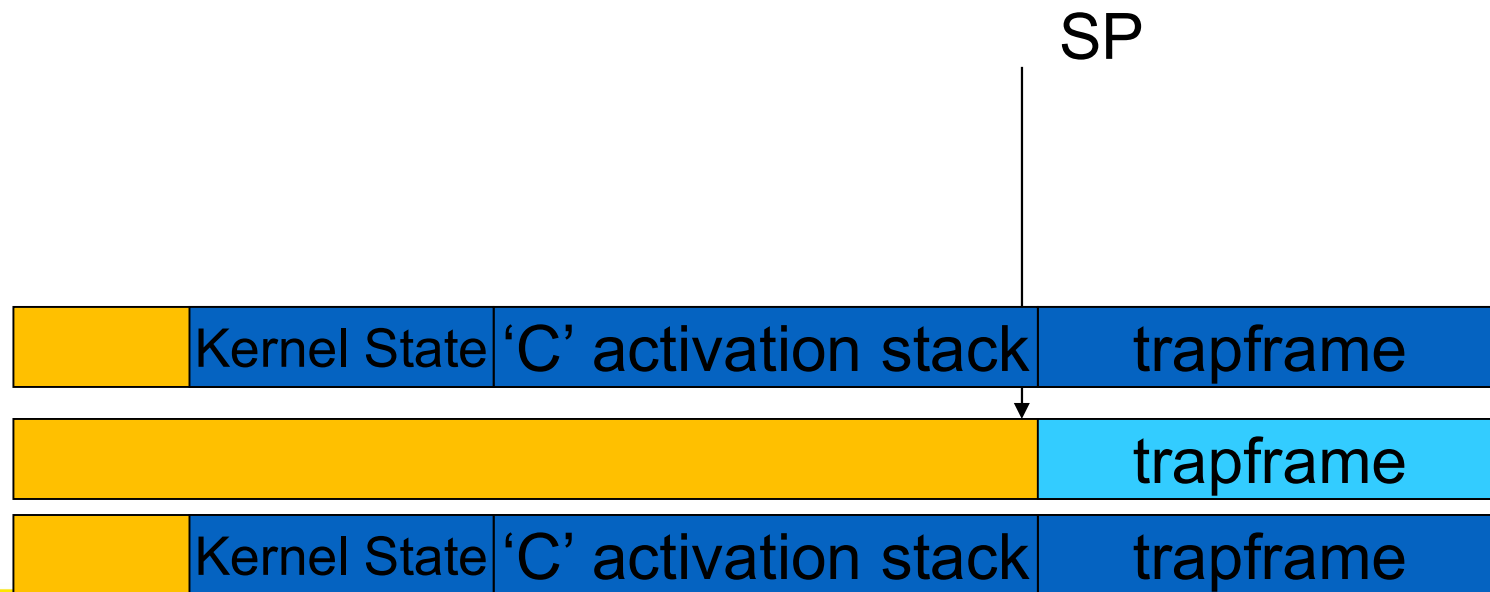 SP
Kernel State ‘C’ activation stack trapframe
trapframe
Kernel State ‘C’ activation stack trapframe